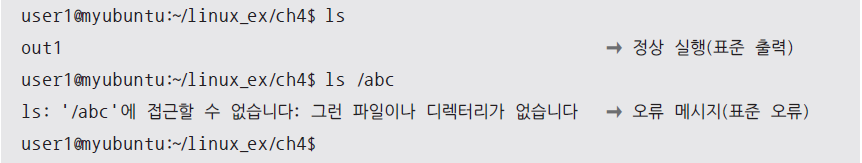 user1@myubuntu:~/linux_ex/ch4$ ls
out1 → 정상 실행(표준 출력)
user1@myubuntu:~/linux_ex/ch4$ ls /abc
ls: '/abc'에 접근할 수 없습니다: 그런 파일이나 디렉터리가 없습니다 → 오류 메시지(표준 오류)
user1@myubuntu:~/linux_ex/ch4$